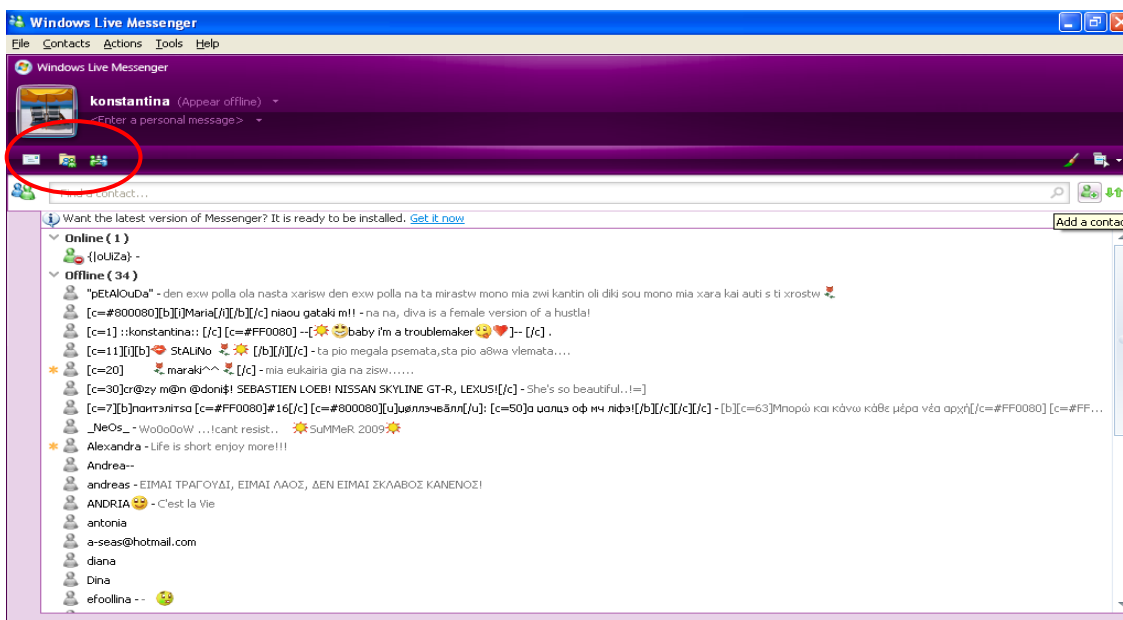 Windows Live Messenger
File Contacts Actions Tools Help
Windows Live Messenger
konstantina (Appear offline)
<Enter a personal message>
Find a contact...
Want the latest version of Messenger? It is ready to be installed. Get it now
Add a contac
Online ( 1 )
{|oUiZa} -
Offline ( 34 )
"pEtAlOuDa" - den exw polla ola nasta xarisw den exw polla na ta mirastw mono mia zwi kantin oli diki sou mono mia xara kai auti s ti xrostw
[c=#800080][b][i]Maria[/i][/b][/c] niaou gataki m!! - na na, diva is a female version of a hustla!
[c=1] ::konstantina:: [/c] [c=#FF0080] --[ baby i'm a troublemaker ]-- [/c] .
[c=11][i][b] StALiNo [/b][/i][/c] - ta pio megala psemata,sta pio a8wa vlemata....
[c=20] maraki^^ [/c] - mia eukairia gia na zisw......
[c=30]cr@zy m@n @doni$! SEBASTIEN LOEB! NISSAN SKYLINE GT-R, LEXUS![/c] - She's so beautiful..!=]
[c=7][b]пантэлітsа [c=#FF0080]#16[/c] [c=#800080][u]цøллэчвāлл[/u]: [c=50]а цалцэ оф мч ліфэ![/b][/c][/c][/c] - [b][c=63]Μπορώ και κάνω κάθε μέρα νέα αρχή[/c=#FF0080] [c=#FF...
_NeOs_ - Wo0o0oW ...!cant resist.. SuMMeR 2009
Alexandra - Life is short enjoy more!!!
Andrea--
andreas - ΕΙΜΑΙ ΤΡΑΓΟΥΔΙ, ΕΙΜΑΙ ΛΑΟΣ, ΔΕΝ ΕΙΜΑΙ ΣΚΛΑΒΟΣ ΚΑΝΕΝΟΣ!
ANDRIA - C'est la Vie
antonia
a-seas@hotmail.com
diana
Dina
efoollina - -